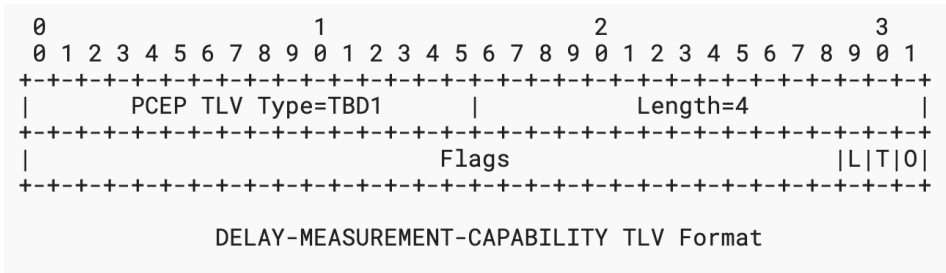 0                   1                   2                   3
 0 1 2 3 4 5 6 7 8 9 0 1 2 3 4 5 6 7 8 9 0 1 2 3 4 5 6 7 8 9 0 1
+-+-+-+-+-+-+-+-+-+-+-+-+-+-+-+-+-+-+-+-+-+-+-+-+-+-+-+-+-+-+-+-+
|       PCEP TLV Type=TBD1      |           Length=4            |
+-+-+-+-+-+-+-+-+-+-+-+-+-+-+-+-+-+-+-+-+-+-+-+-+-+-+-+-+-+-+-+-+
|                             Flags                       |L|T|O|
+-+-+-+-+-+-+-+-+-+-+-+-+-+-+-+-+-+-+-+-+-+-+-+-+-+-+-+-+-+-+-+-+
DELAY-MEASUREMENT-CAPABILITY TLV Format